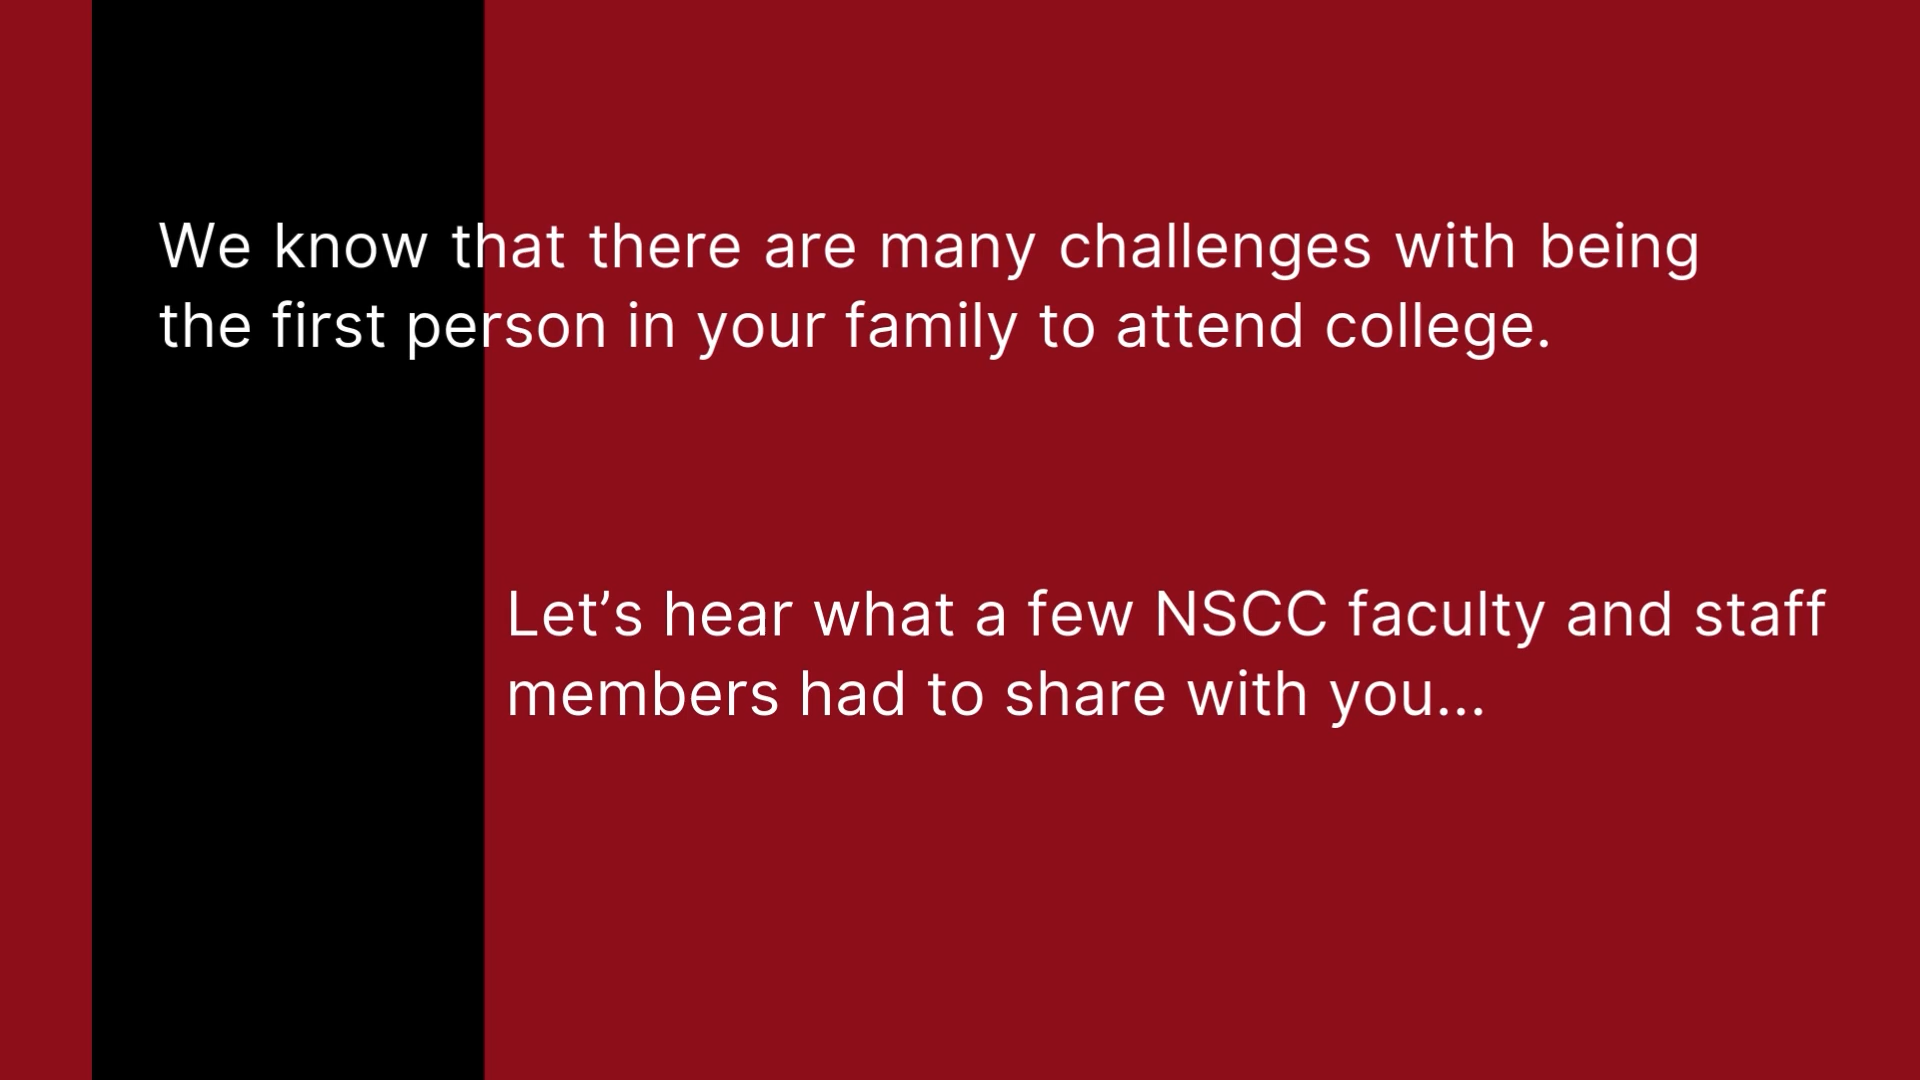 We know that there are many challenges with being
the first person in your family to attend college.
Let’s hear what a few NSCC faculty and staff
members had to share with you...